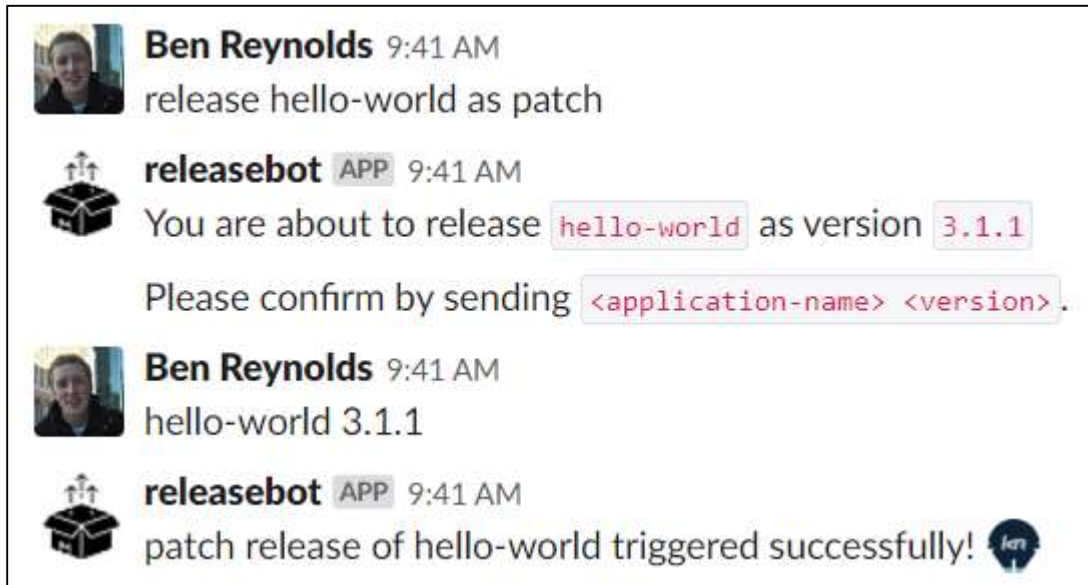 Ben Reynolds 9:41 AM
release hello-world as patch
releasebot APP 9:41 AM
You are about to release hello-world as version 3.1.1
Please confirm by sending <application-name> <version>.
Ben Reynolds 9:41 AM
hello-world 3.1.1
releasebot APP 9:41 AM
patch release of hello-world triggered successfully!